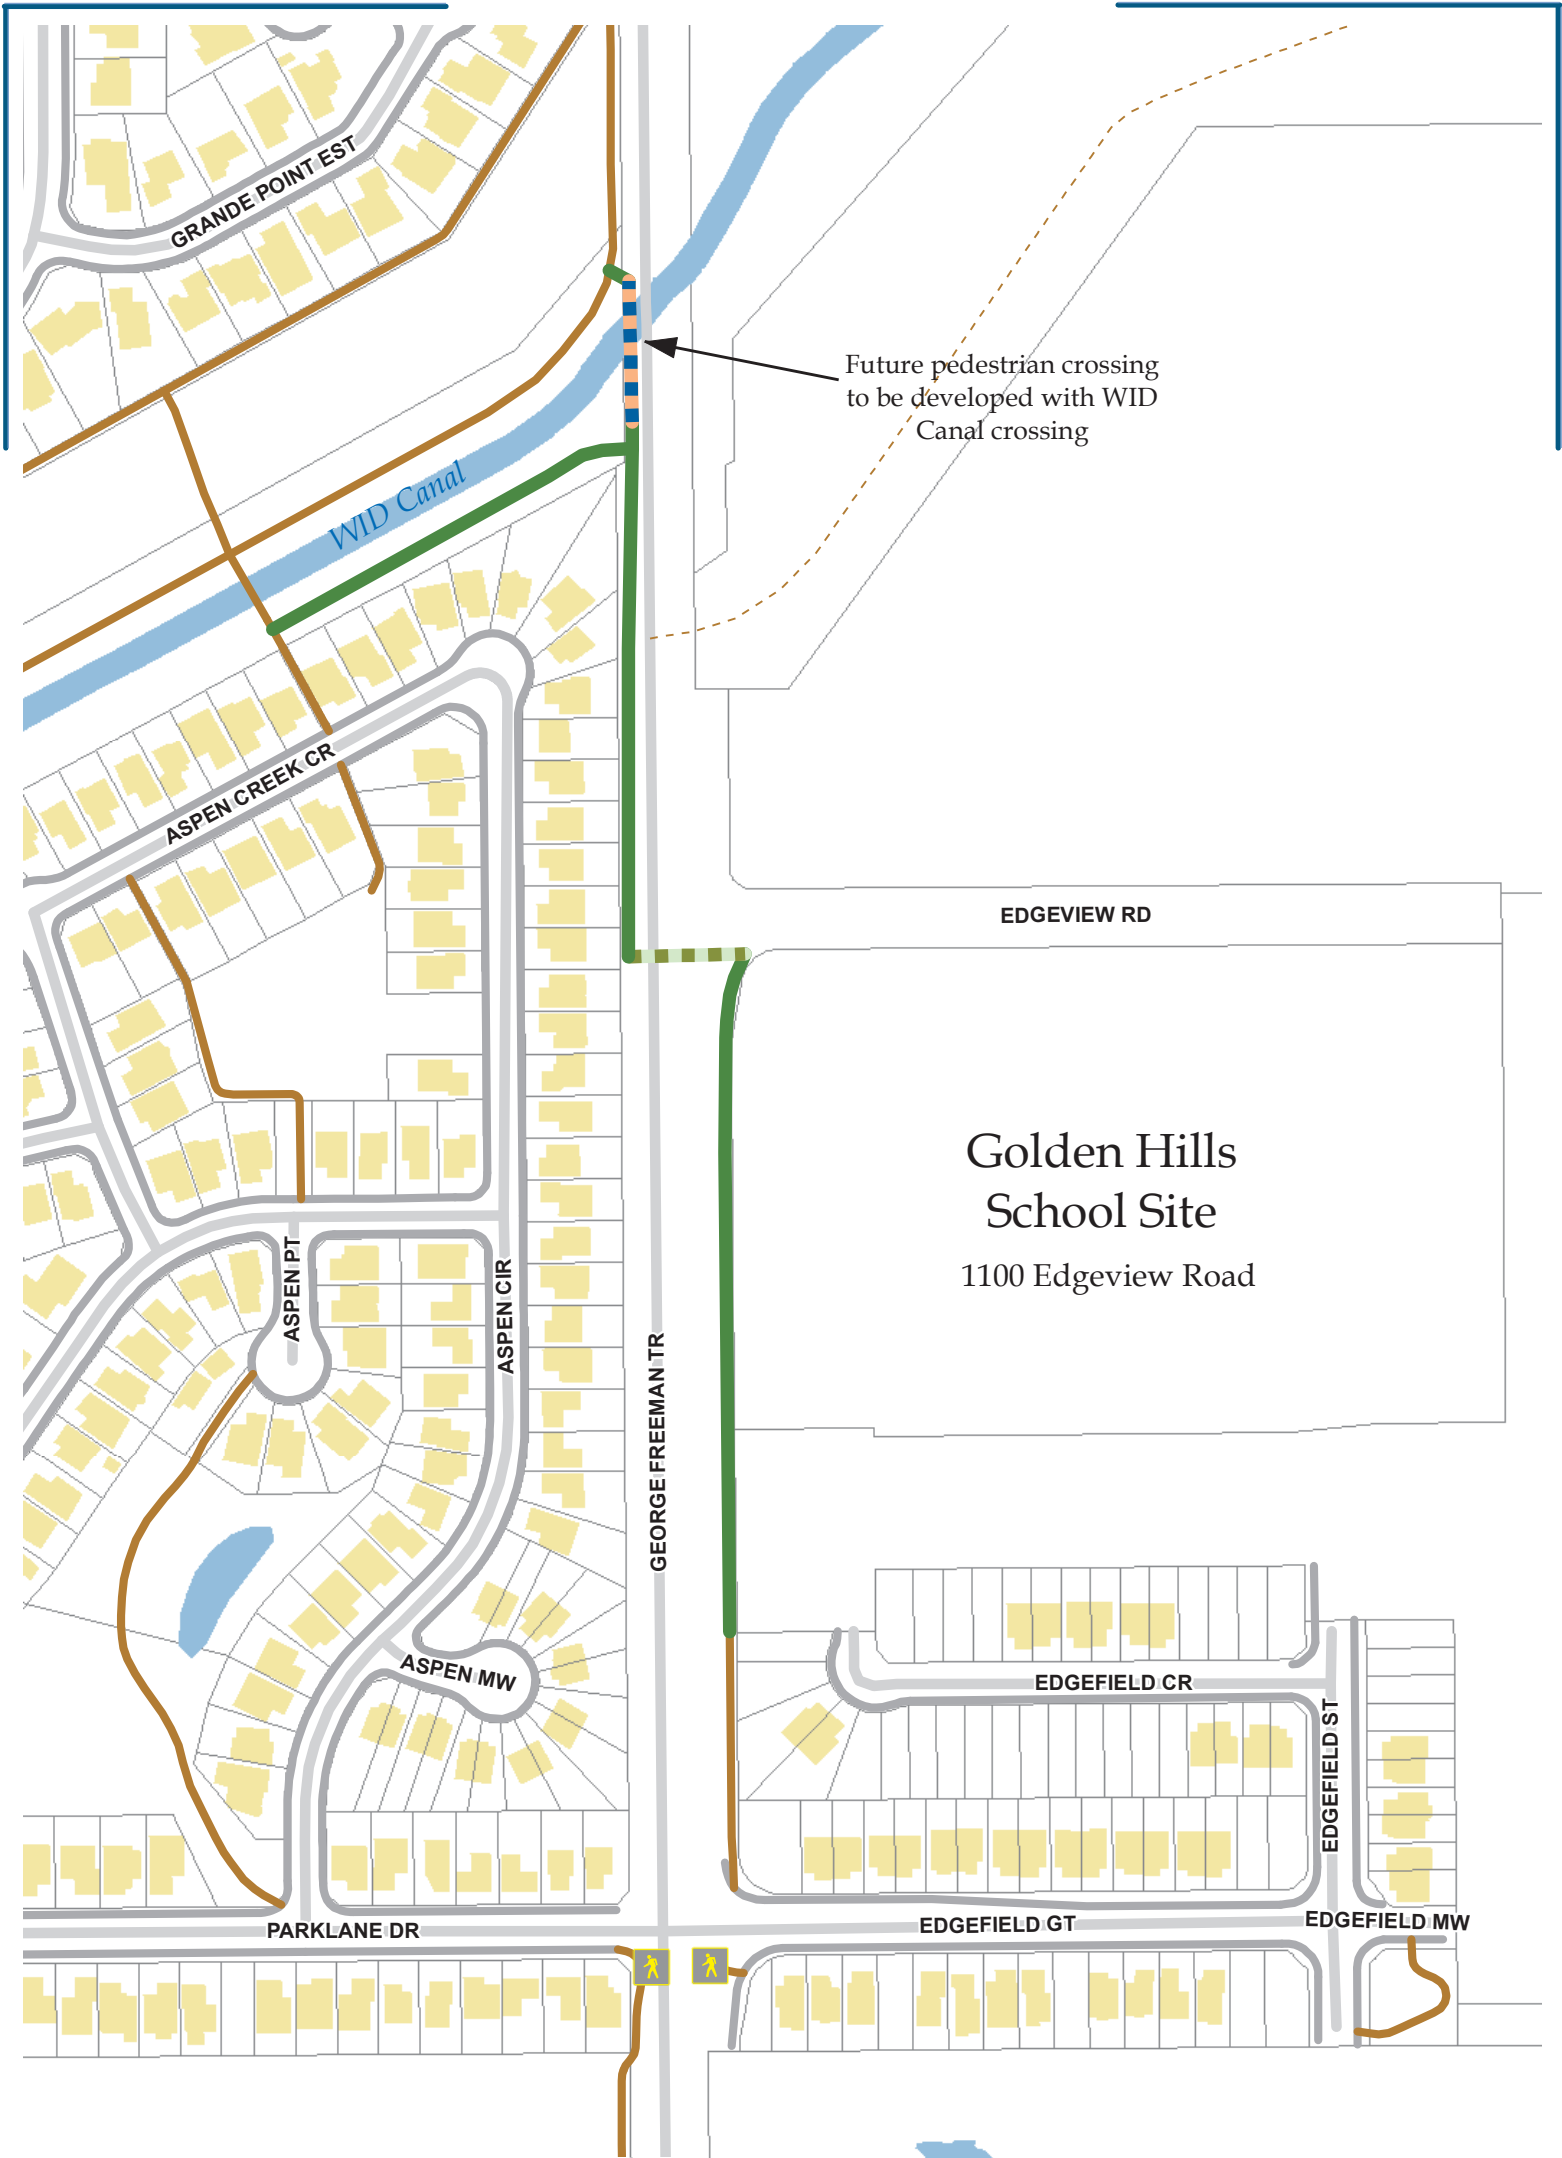 GRANDE POINT EST
Future pedestrian crossing
to be developed with WID
Canal crossing
WID Canal
ASPEN CREEK CR
EDGEVIEW RD
Golden Hills
School Site
1100 Edgeview Road
ASPEN PT
ASPEN CIR
GEORGE FREEMAN TR
ASPEN MW
EDGEFIELD CR
EDGEFIELD ST
PARKLANE DR
EDGEFIELD GT
EDGEFIELD MW